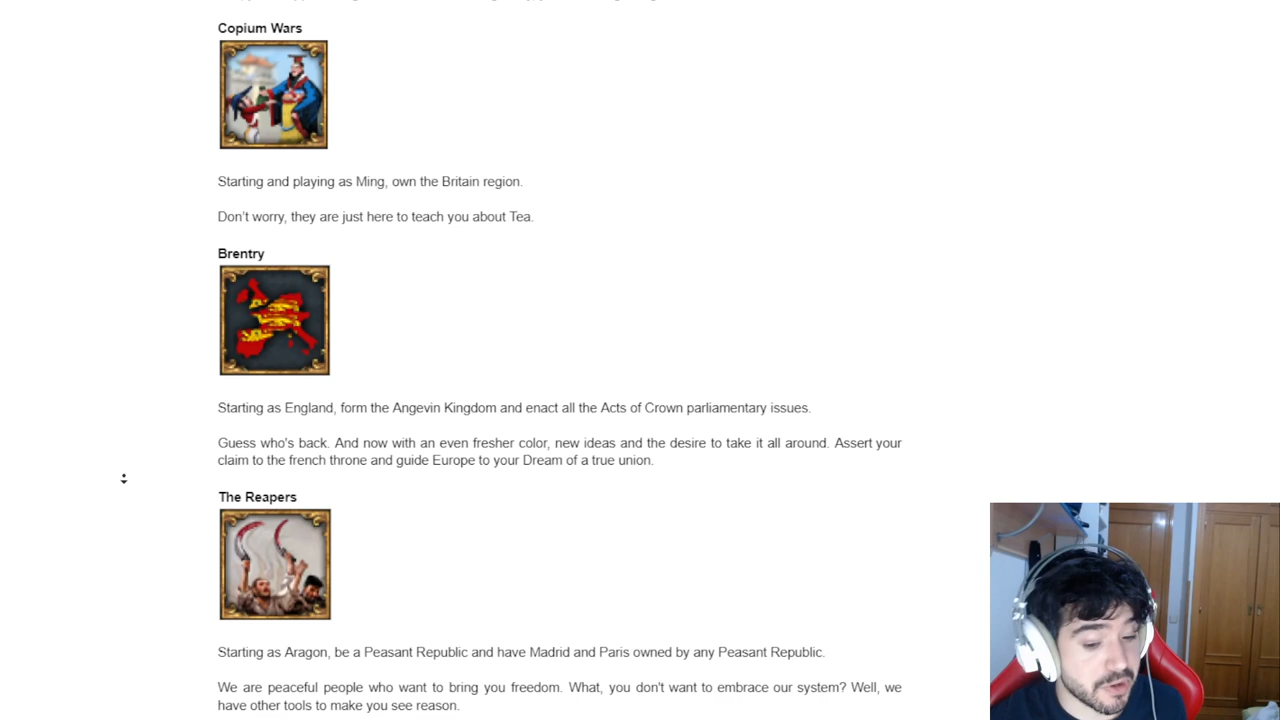 Copium Wars
Starting and playing as Ming, own the Britain region.
Don’t worry, they are just here to teach you about Tea.
Brentry
Starting as England, form the Angevin Kingdom and enact all the Acts of Crown parliamentary issues.
Guess who's back. And now with an even fresher color, new ideas and the desire to take it all around. Assert your
claim to the french throne and guide Europe to your Dream of a true union.
The Reapers
Starting as Aragon, be a Peasant Republic and have Madrid and Paris owned by any Peasant Republic.
We are peaceful people who want to bring you freedom. What, you don't want to embrace our system? Well, we
have other tools to make you see reason.